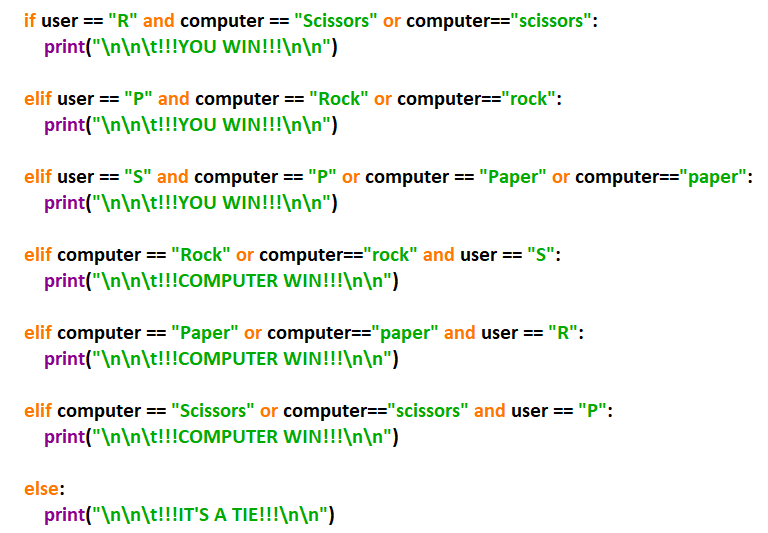 if user == "R" and computer == "Scissors" or computer=="scissors":
    print("\n\n\t!!!YOU WIN!!!\n\n")

elif user == "P" and computer == "Rock" or computer=="rock":
    print("\n\n\t!!!YOU WIN!!!\n\n")

elif user == "S" and computer == "P" or computer == "Paper" or computer=="paper":
    print("\n\n\t!!!YOU WIN!!!\n\n")

elif computer == "Rock" or computer=="rock" and user == "S":
    print("\n\n\t!!!COMPUTER WIN!!!\n\n")

elif computer == "Paper" or computer=="paper" and user == "R":
    print("\n\n\t!!!COMPUTER WIN!!!\n\n")

elif computer == "Scissors" or computer=="scissors" and user == "P":
    print("\n\n\t!!!COMPUTER WIN!!!\n\n")

else:
    print("\n\n\t!!!IT'S A TIE!!!\n\n")